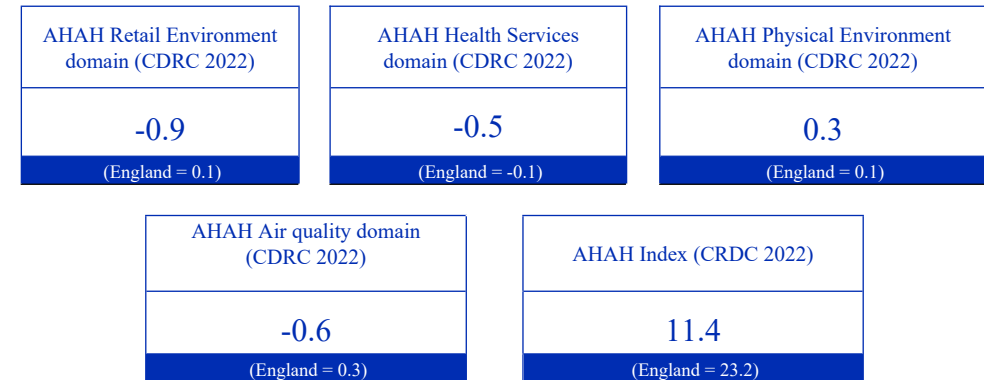 AHAH Retail Environment
domain (CDRC 2022)
-0.9
(England = 0.1)
AHAH Health Services
domain (CDRC 2022)
-0.5
(England = -0.1)
AHAH Physical Environment
domain (CDRC 2022)
0.3
(England = 0.1)
AHAH Air quality domain
(CDRC 2022)
-0.6
(England = 0.3)
AHAH Index (CRDC 2022)
11.4
(England = 23.2)